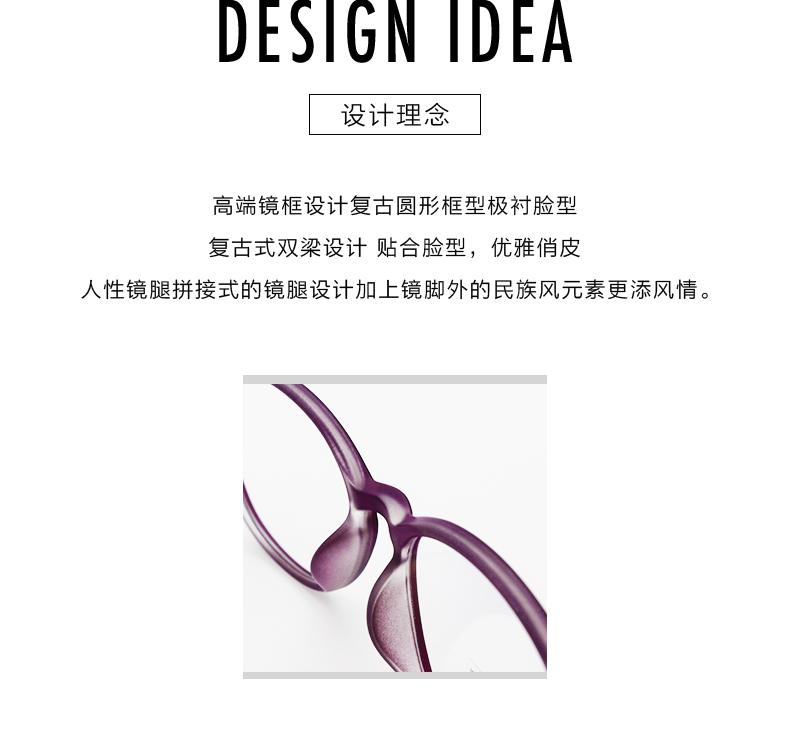 DESIGN IDEA
设计理念
高端镜框设计复古圆形框型极衬脸型
复古式双梁设计 贴合脸型，优雅俏皮
人性镜腿拼接式的镜腿设计加上镜脚外的民族风元素更添风情。